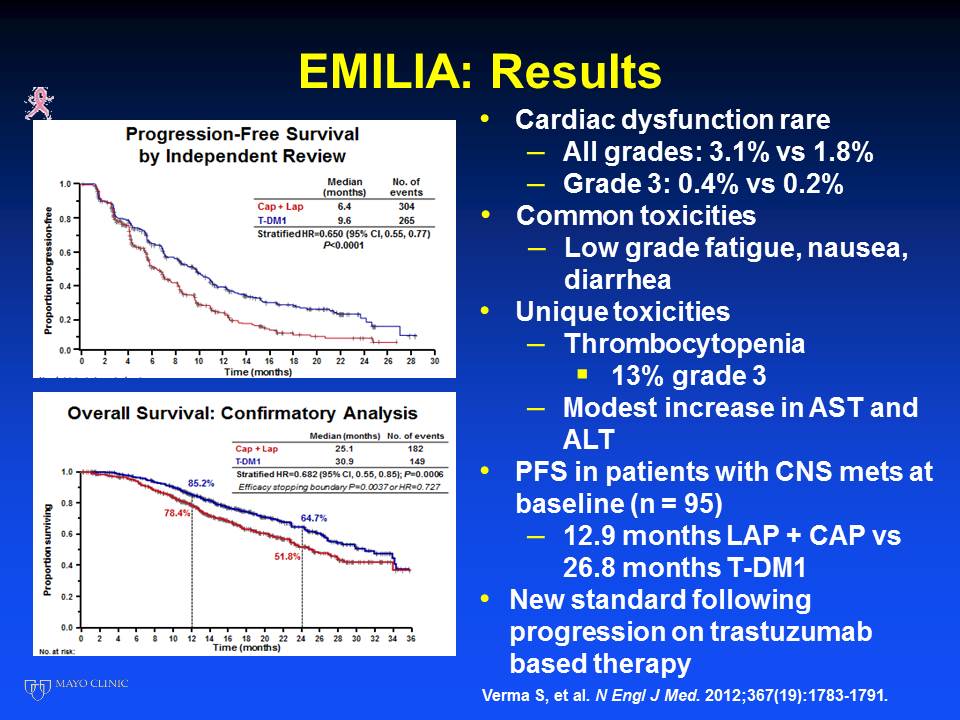 EMILIA: Results
Progression-Free Survival
by Independent Review
Median
(months)
No. of
events
Cap + Lap 6.4 304
T-DM1 9.6 265
Stratified HR=0.650 (95% CI, 0.55, 0.77)
P<0.0001
Proportion progression-free
1.0
0.8
0.6
0.4
0.2
0.0
0 2 4 6 8 10 12 14 16 18 20 22 24 26 28 30
Time (months)
Overall Survival: Confirmatory Analysis
Median (months) No. of events
Cap + Lap 25.1 182
T-DM1 30.9 149
Stratified HR=0.682 (95% CI, 0.55, 0.85); P=0.0006
Efficacy stopping boundary P=0.0037 or HR=0.727
85.2%
78.4%
64.7%
51.8%
Proportion surviving
1.0
0.8
0.6
0.4
0.2
0.0
0 2 4 6 8 10 12 14 16 18 20 22 24 26 28 30 32 34 36
Time (months)
No. at risk:
• Cardiac dysfunction rare
– All grades: 3.1% vs 1.8%
– Grade 3: 0.4% vs 0.2%
• Common toxicities
– Low grade fatigue, nausea,
diarrhea
• Unique toxicities
– Thrombocytopenia
▪ 13% grade 3
– Modest increase in AST and
ALT
• PFS in patients with CNS mets at
baseline (n = 95)
– 12.9 months LAP + CAP vs
26.8 months T-DM1
• New standard following
progression on trastuzumab
based therapy
MAYO CLINIC
Verma S, et al. N Engl J Med. 2012;367(19):1783-1791.